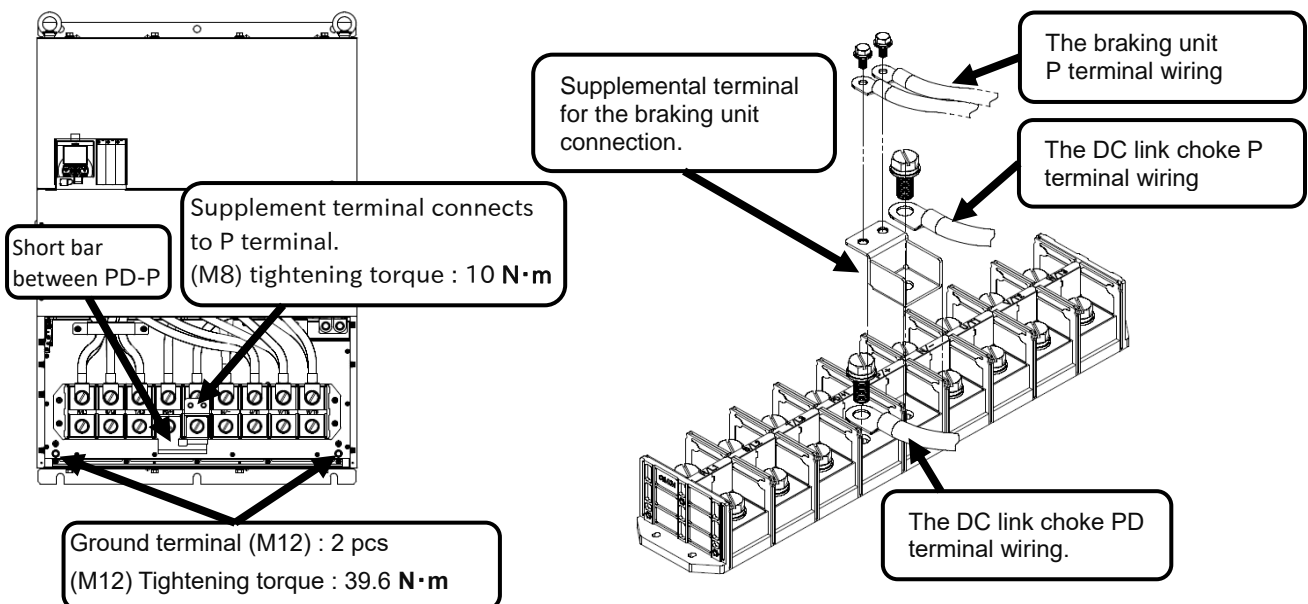 Supplemental terminal
for the braking unit
connection.
The braking unit
P terminal wiring
The DC link choke P
terminal wiring
Supplement terminal connects
to P terminal.
(M8) tightening torque : 10 N・m
Short bar
between PD-P
Ground terminal (M12) : 2 pcs
(M12) Tightening torque : 39.6 N・m
The DC link choke PD
terminal wiring.